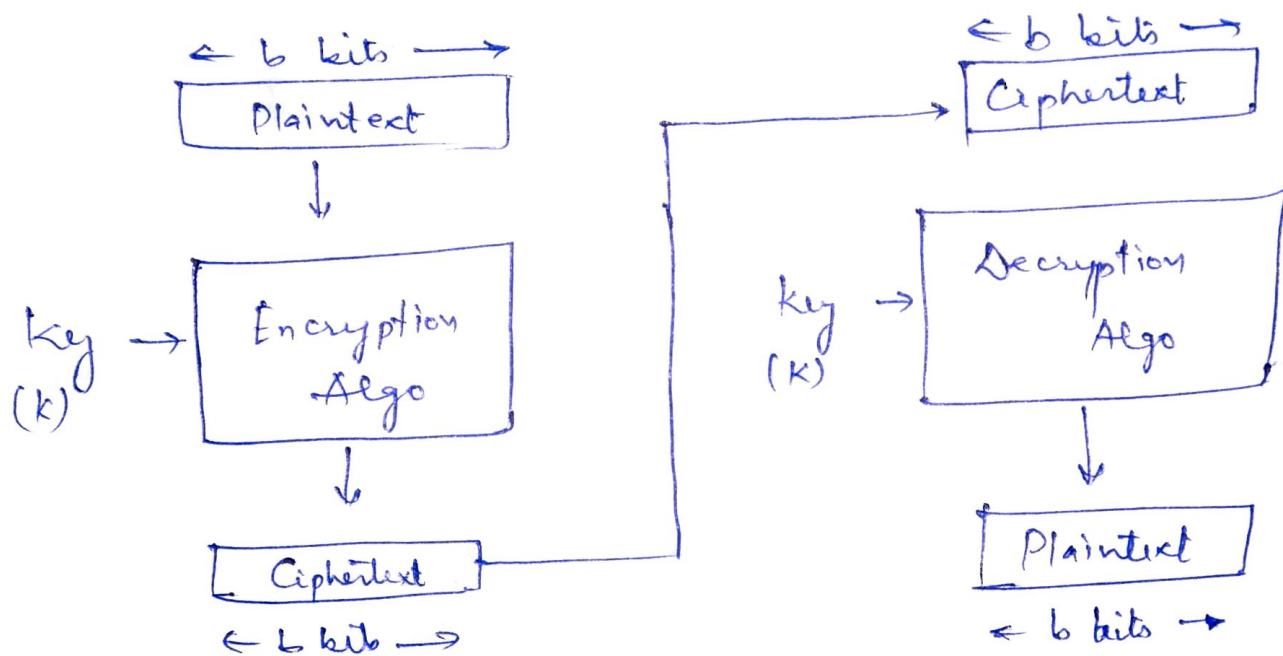 ← b bits →
Plaintext
↓
Key →
(K)
Encryption
Algo
↓
Ciphertext
← b bits →
← b bits →
Ciphertext
Key →
(K)
Decryption
Algo
↓
Plaintext
← b bits →